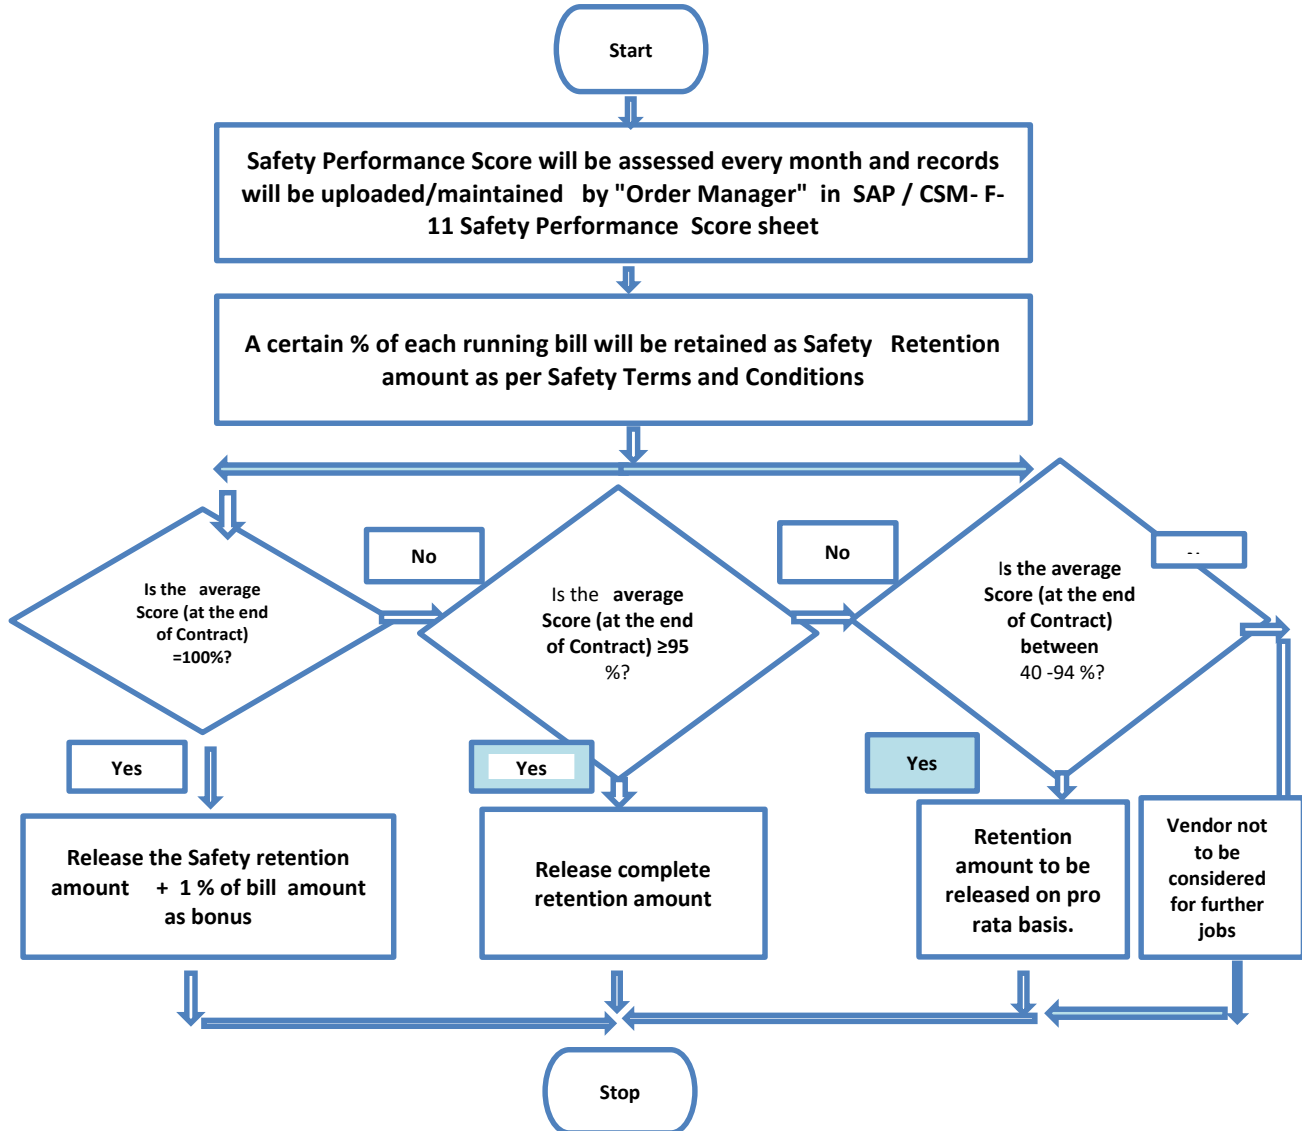 Start
Safety Performance Score will be assessed every month and records
will be uploaded/maintained by "Order Manager" in SAP / CSM- F-
11 Safety Performance Score sheet
A certain % of each running bill will be retained as Safety Retention
amount as per Safety Terms and Conditions
Is the average
Score (at the end
of Contract)
=100%?
No
Is the average
Score (at the end
of Contract) ≥95
%?
No
Is the average
Score (at the end
of Contract)
between
40 -94 %?
Yes
Yes
Yes
Release the Safety retention
amount + 1 % of bill amount
as bonus
Release complete
retention amount
Retention
amount to be
released on pro
rata basis.
Vendor not
to be
considered
for further
jobs
Stop